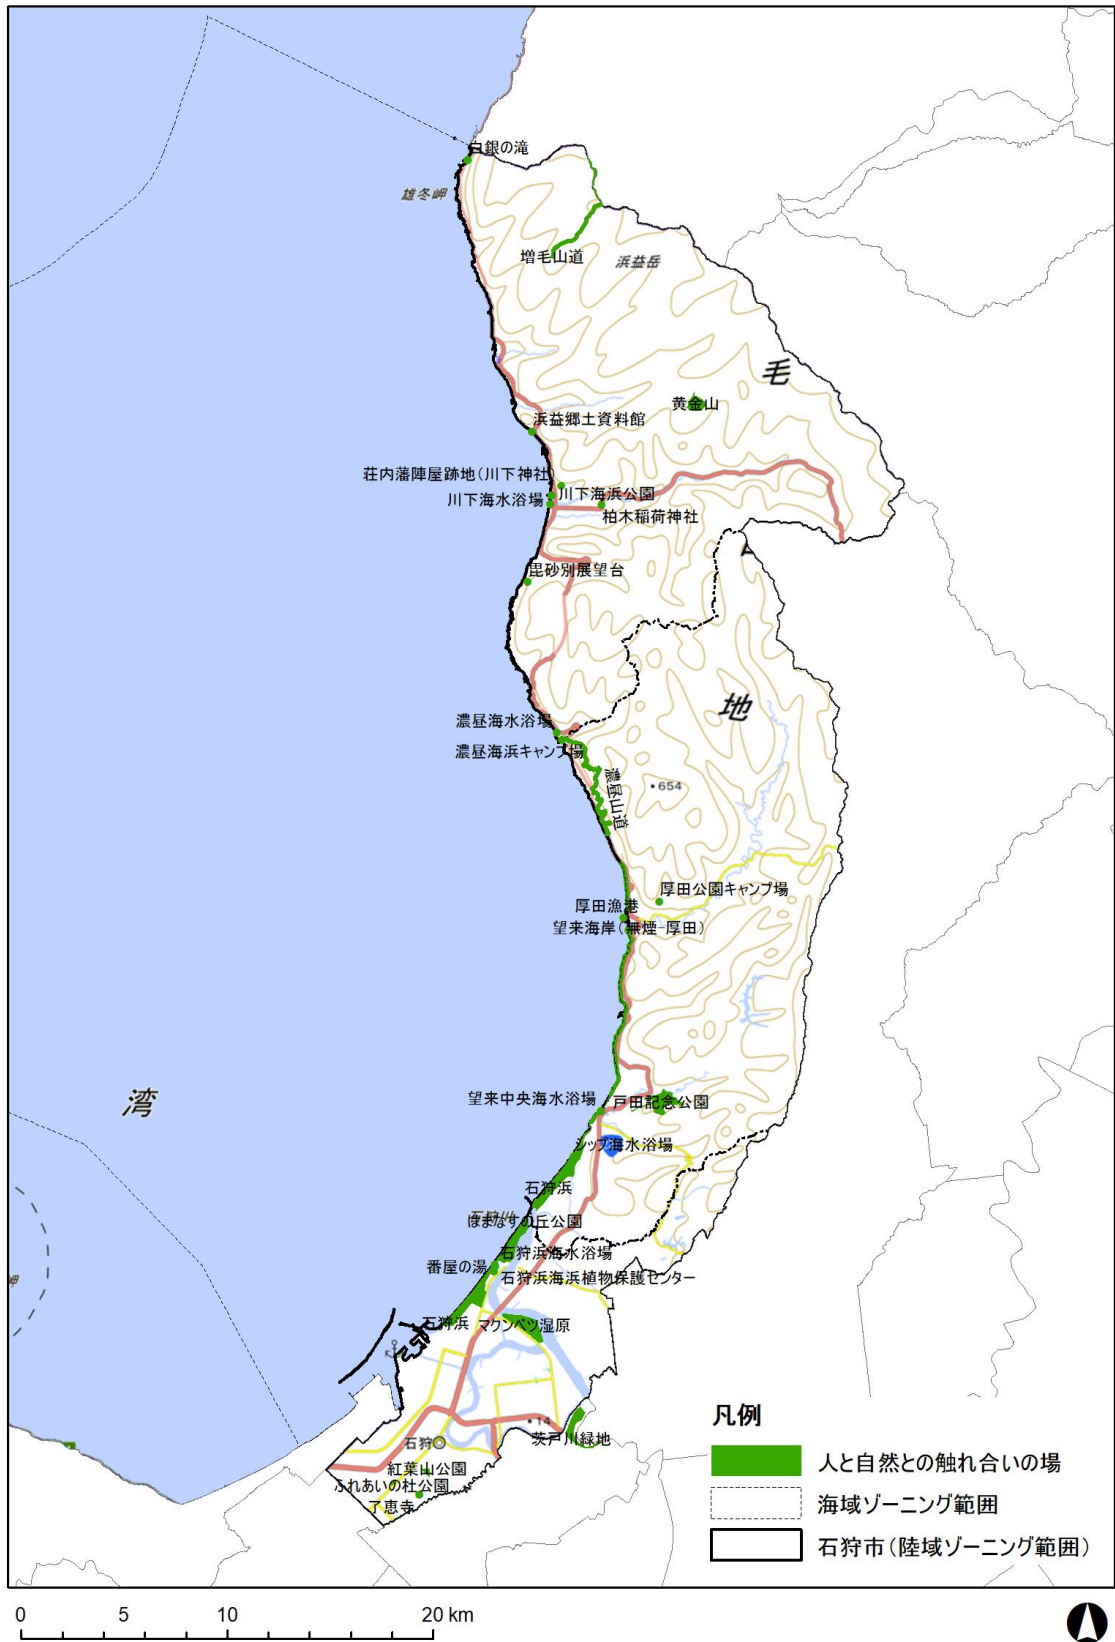 白銀の滝
雄冬岬
増毛山道
浜益岳
毛
黄金山
浜益郷土資料館
荘内藩陣屋跡地(川下神社)
川下海浜公園
川下海水浴場
柏木稲荷神社
毘砂別展望台
地
濃昼海水浴場
濃昼海浜キャンプ場
濃昼山道
・654
厚田公園キャンプ場
厚田漁港
望来海岸(無煙-厚田)
湾
望来中央海水浴場
戸田記念公園
シップ海水浴場
石狩浜
石狩川
はまなすの丘公園
石狩浜海水浴場
番屋の湯
石狩浜海浜植物保護センター
岬
石狩浜
マクンベツ湿原
・14
茨戸川緑地
石狩◎
紅葉山公園
ふれあいの杜公園
了恵寺
凡例
人と自然との触れ合いの場
海域ゾーニング範囲
石狩市(陸域ゾーニング範囲)
0 5 10 20 km